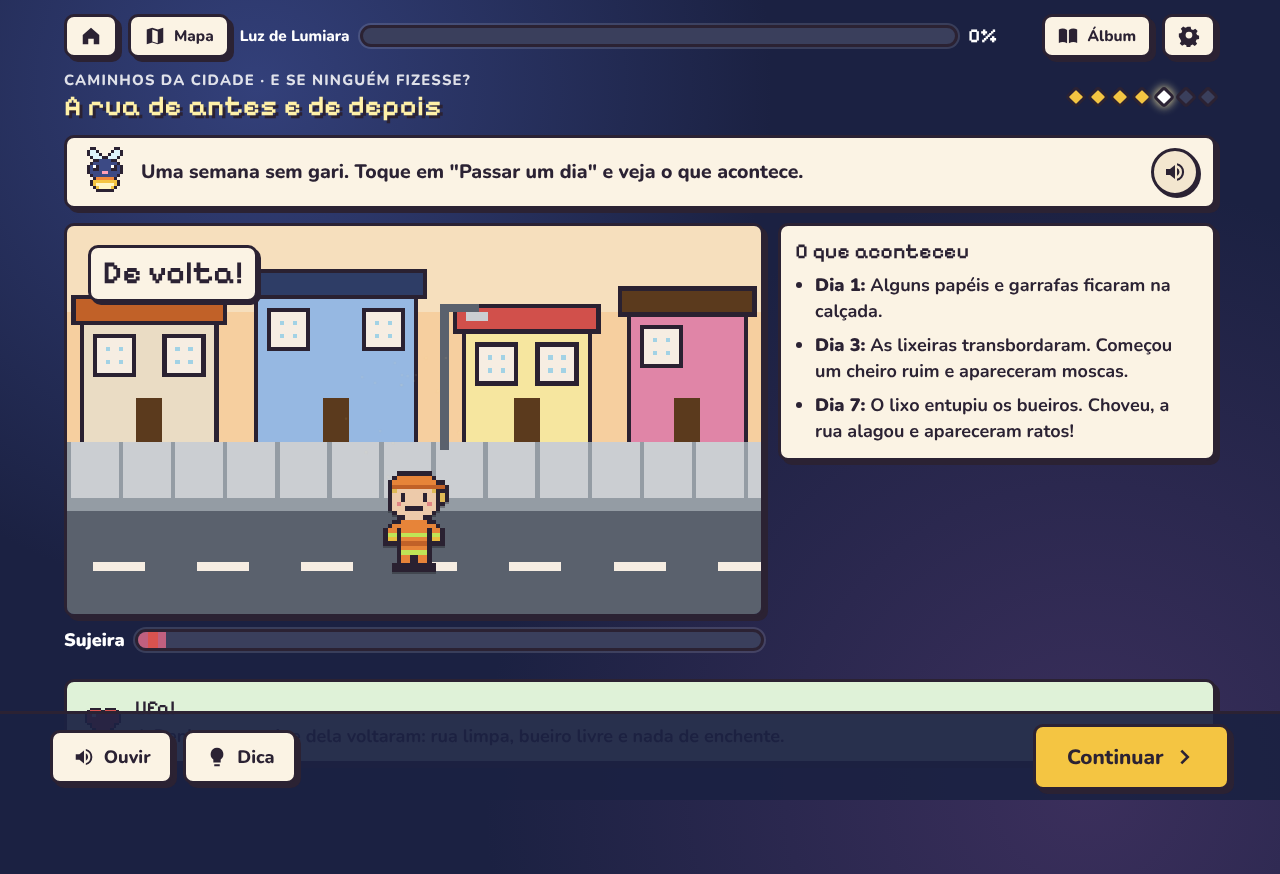 Mapa
Luz de Lumiara
0%
Álbum
CAMINHOS DA CIDADE · E SE NINGUÉM FIZESSE?
A rua de antes e de depois
Uma semana sem gari. Toque em "Passar um dia" e veja o que acontece.
De volta!
O que aconteceu
• Dia 1: Alguns papéis e garrafas ficaram na
calçada.
• Dia 3: As lixeiras transbordaram. Começou
um cheiro ruim e apareceram moscas.
• Dia 7: O lixo entupiu os bueiros. Choveu, a
rua alagou e apareceram ratos!
Sujeira
Ufa!
dela voltaram: rua limpa, bueiro livre e nada de enchente.
Ouvir
Dica
Continuar